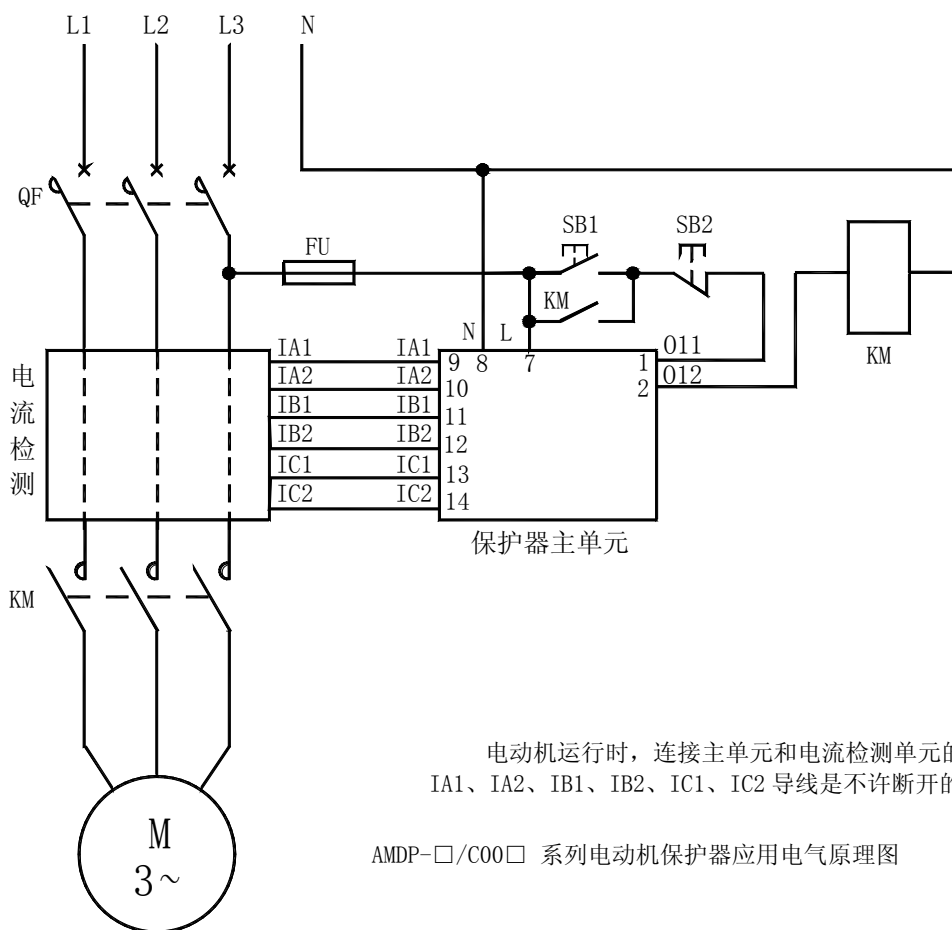 L1 L2 L3 N
QF
FU
SB1
SB2
KM
KM
N L
电流检测
IA1 IA1 9 8 7 1 O11
IA2 IA2 10 2 O12
IB1 IB1 11
IB2 IB2 12
IC1 IC1 13
IC2 IC2 14
保护器主单元
KM
电动机运行时，连接主单元和电流检测单元的
IA1、IA2、IB1、IB2、IC1、IC2 导线是不许断开的
M
3～
AMDP-□/C00□ 系列电动机保护器应用电气原理图